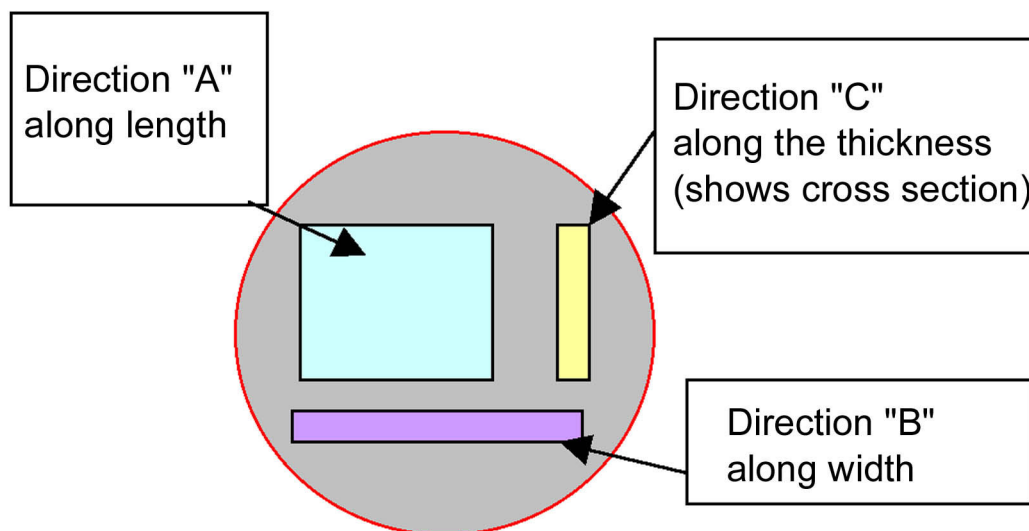 Direction "A"
along length
Direction "C"
along the thickness
(shows cross section)
Direction "B"
along width